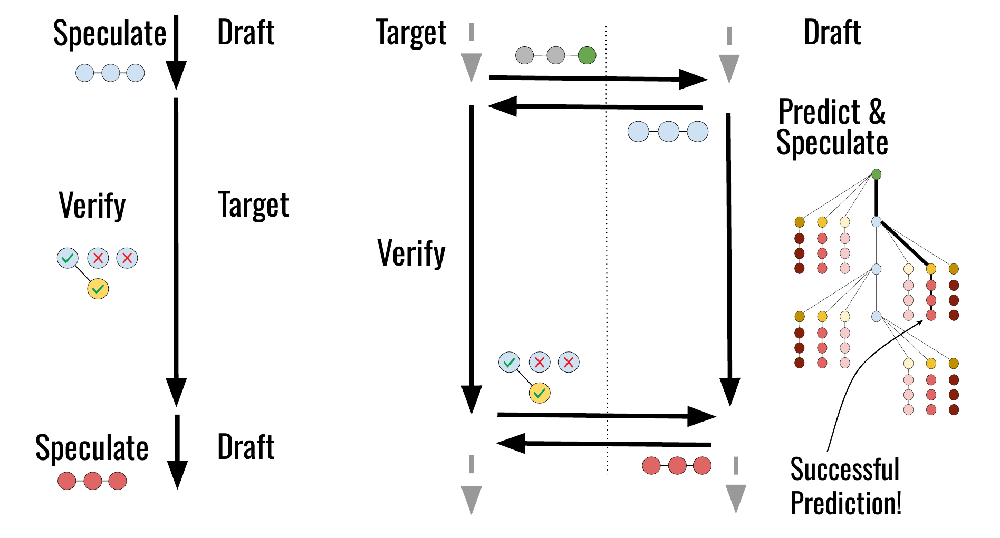 Speculate
Draft
Verify
Target
Speculate
Draft
Target
Draft
Predict &
Speculate
Verify
Successful
Prediction!